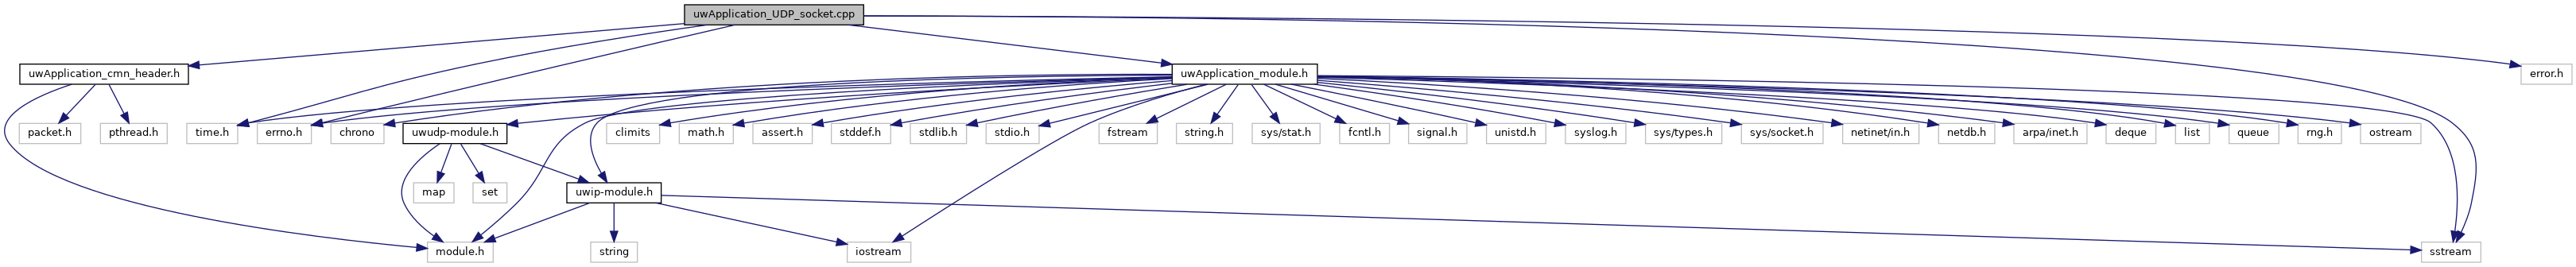 uwApplication_UDP_socket.cpp
uwApplication_cmn_header.h
uwApplication_module.h
error.h
packet.h
pthread.h
time.h
errno.h
chrono
uwudp-module.h
climits
math.h
assert.h
stddef.h
stdlib.h
stdio.h
fstream
string.h
sys/stat.h
fcntl.h
signal.h
unistd.h
syslog.h
sys/types.h
sys/socket.h
netinet/in.h
netdb.h
arpa/inet.h
deque
list
queue
rng.h
ostream
map
set
uwip-module.h
module.h
string
iostream
sstream